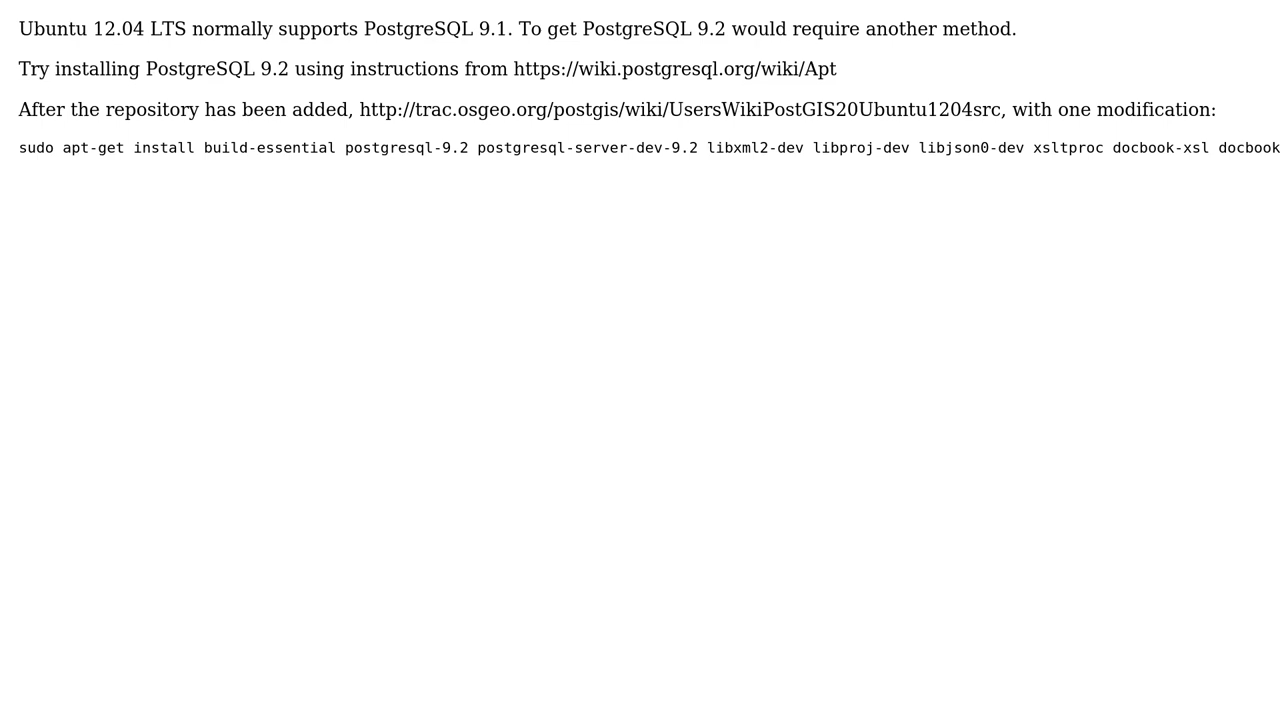 Ubuntu 12.04 LTS normally supports PostgreSQL 9.1. To get PostgreSQL 9.2 would require another method.
Try installing PostgreSQL 9.2 using instructions from https://wiki.postgresql.org/wiki/Apt
After the repository has been added, http://trac.osgeo.org/postgis/wiki/UsersWikiPostGIS20Ubuntu1204src, with one modification:
sudo apt-get install build-essential postgresql-9.2 postgresql-server-dev-9.2 libxml2-dev libproj-dev libjson0-dev xsltproc docbook-xsl docbook